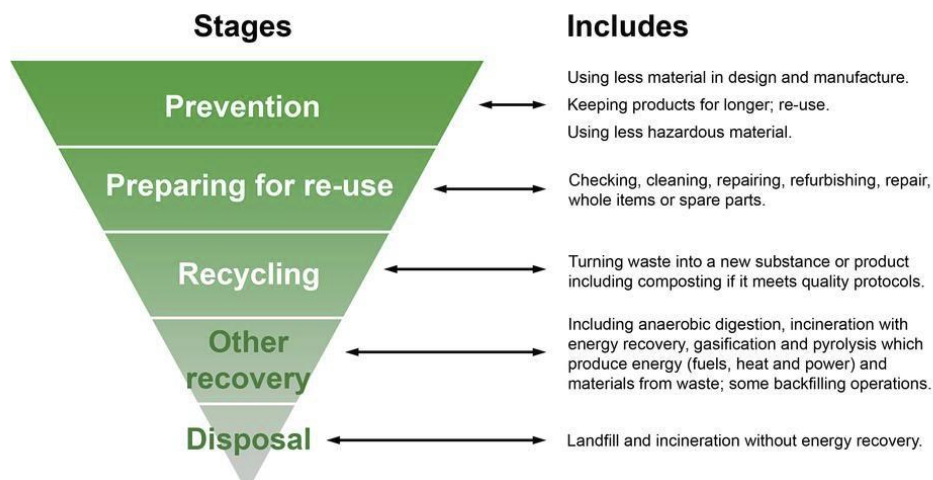 Stages
Includes
Prevention
Using less material in design and manufacture.
Keeping products for longer; re-use.
Using less hazardous material.
Preparing for re-use
Checking, cleaning, repairing, refurbishing, repair,
whole items or spare parts.
Recycling
Turning waste into a new substance or product
including composting if it meets quality protocols.
Other
recovery
Including anaerobic digestion, incineration with
energy recovery, gasification and pyrolysis which
produce energy (fuels, heat and power) and
materials from waste; some backfilling operations.
Disposal
Landfill and incineration without energy recovery.